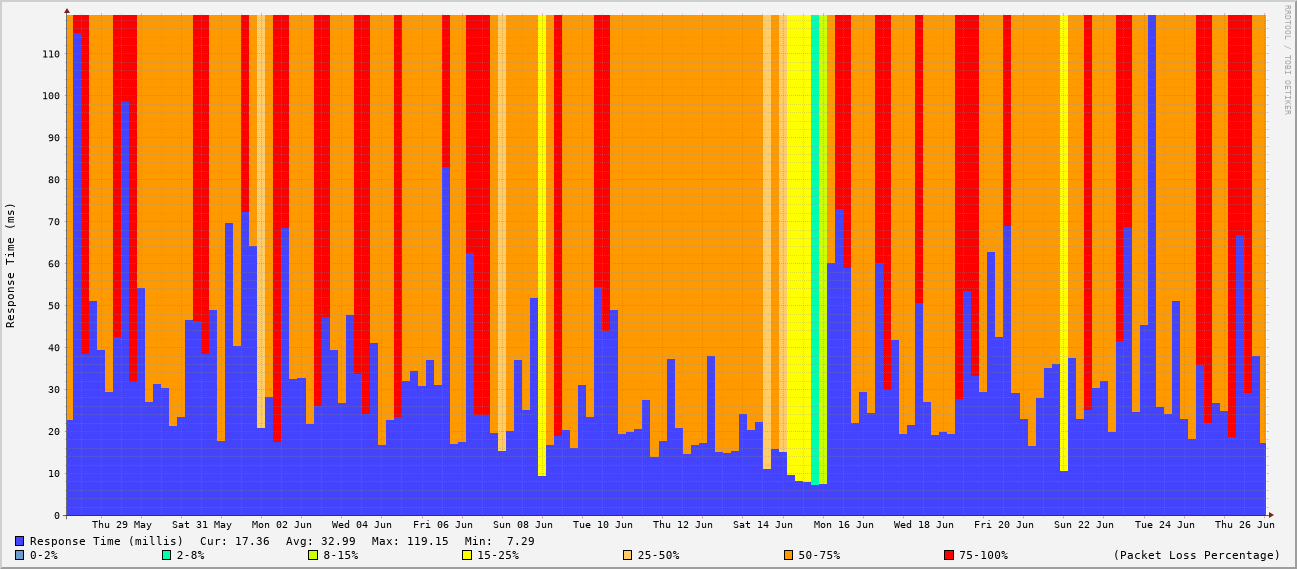 RRDTOOL / TOBI OETIKER
Response Time (ms)
110
100
90
80
70
60
50
40
30
20
10
0
Thu 29 May Sat 31 May Mon 02 Jun Wed 04 Jun Fri 06 Jun Sun 08 Jun Tue 10 Jun Thu 12 Jun Sat 14 Jun Mon 16 Jun Wed 18 Jun Fri 20 Jun Sun 22 Jun Tue 24 Jun Thu 26 Jun
Response Time (millis) Cur: 17.36 Avg: 32.99 Max: 119.15 Min: 7.29
0-2% 2-8% 8-15% 15-25% 25-50% 50-75% 75-100% (Packet Loss Percentage)